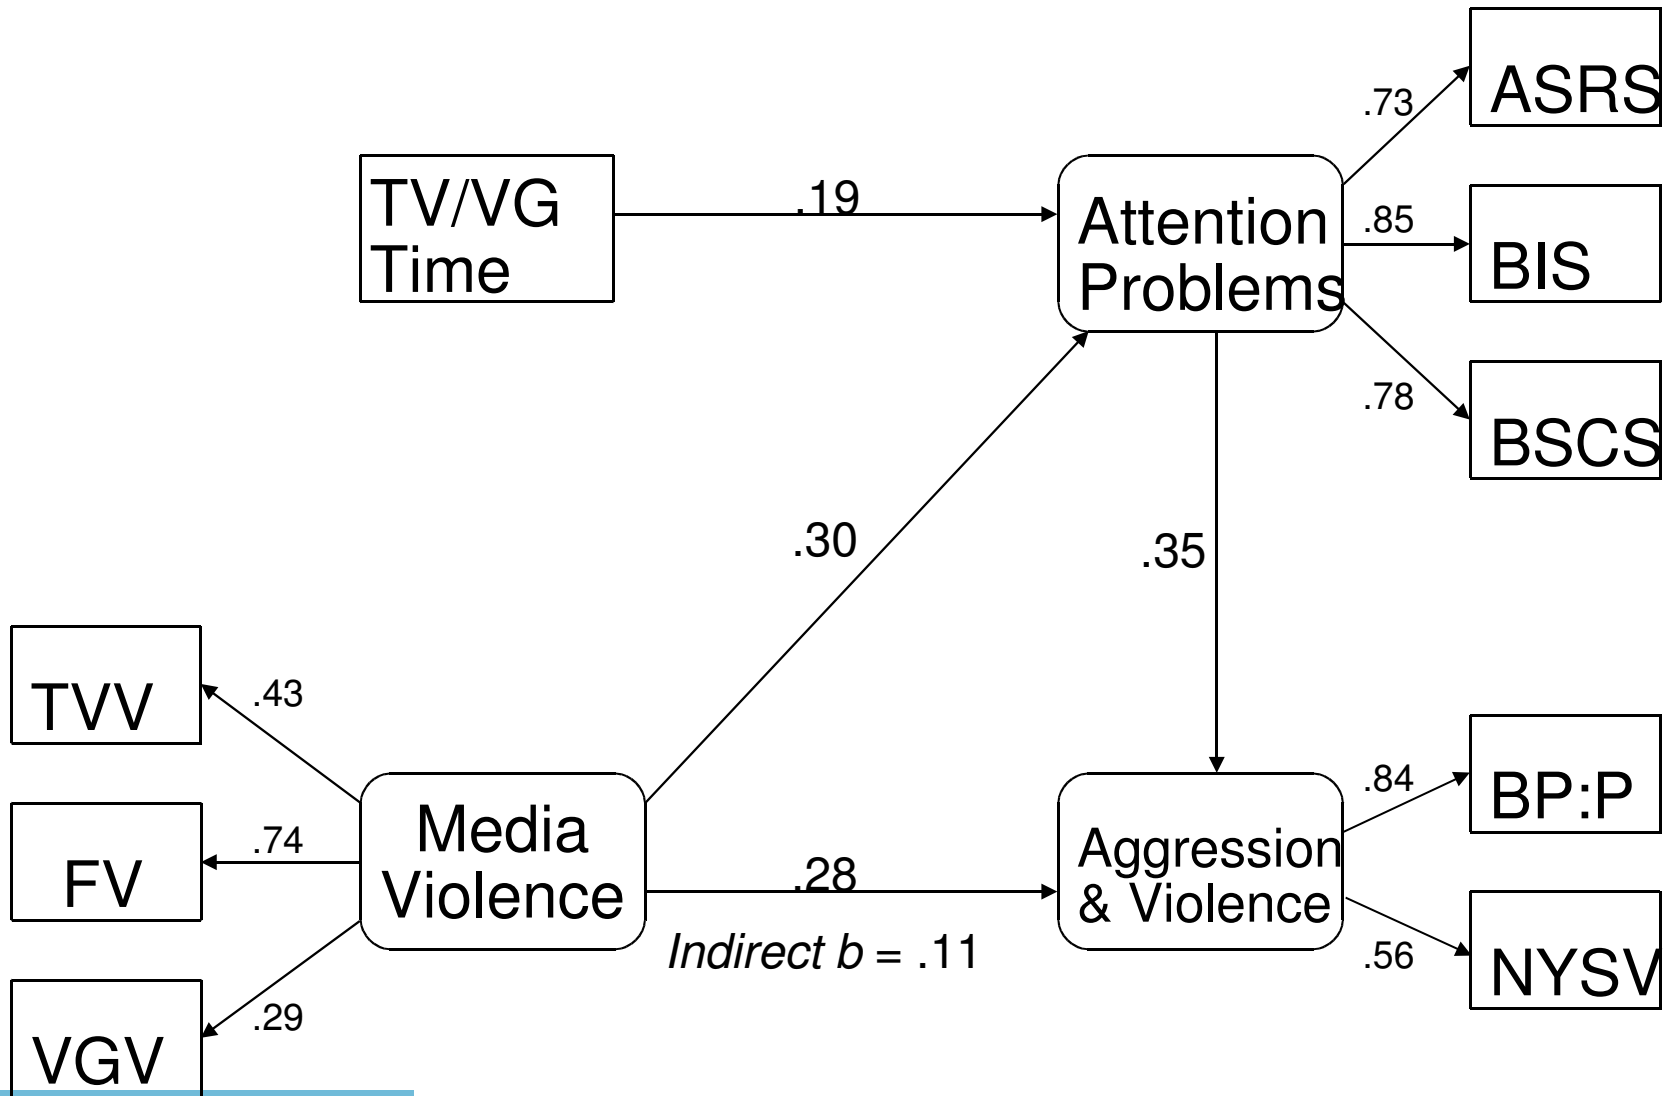 ASRS
.73
TV/VG
Time
.19
Attention
Problems
.85
BIS
.78
BSCS
.30
.35
TVV
.43
FV
.74
Media
Violence
.28
Indirect b = .11
Aggression
& Violence
.84
BP:P
.56
NYSV
.29
VGV